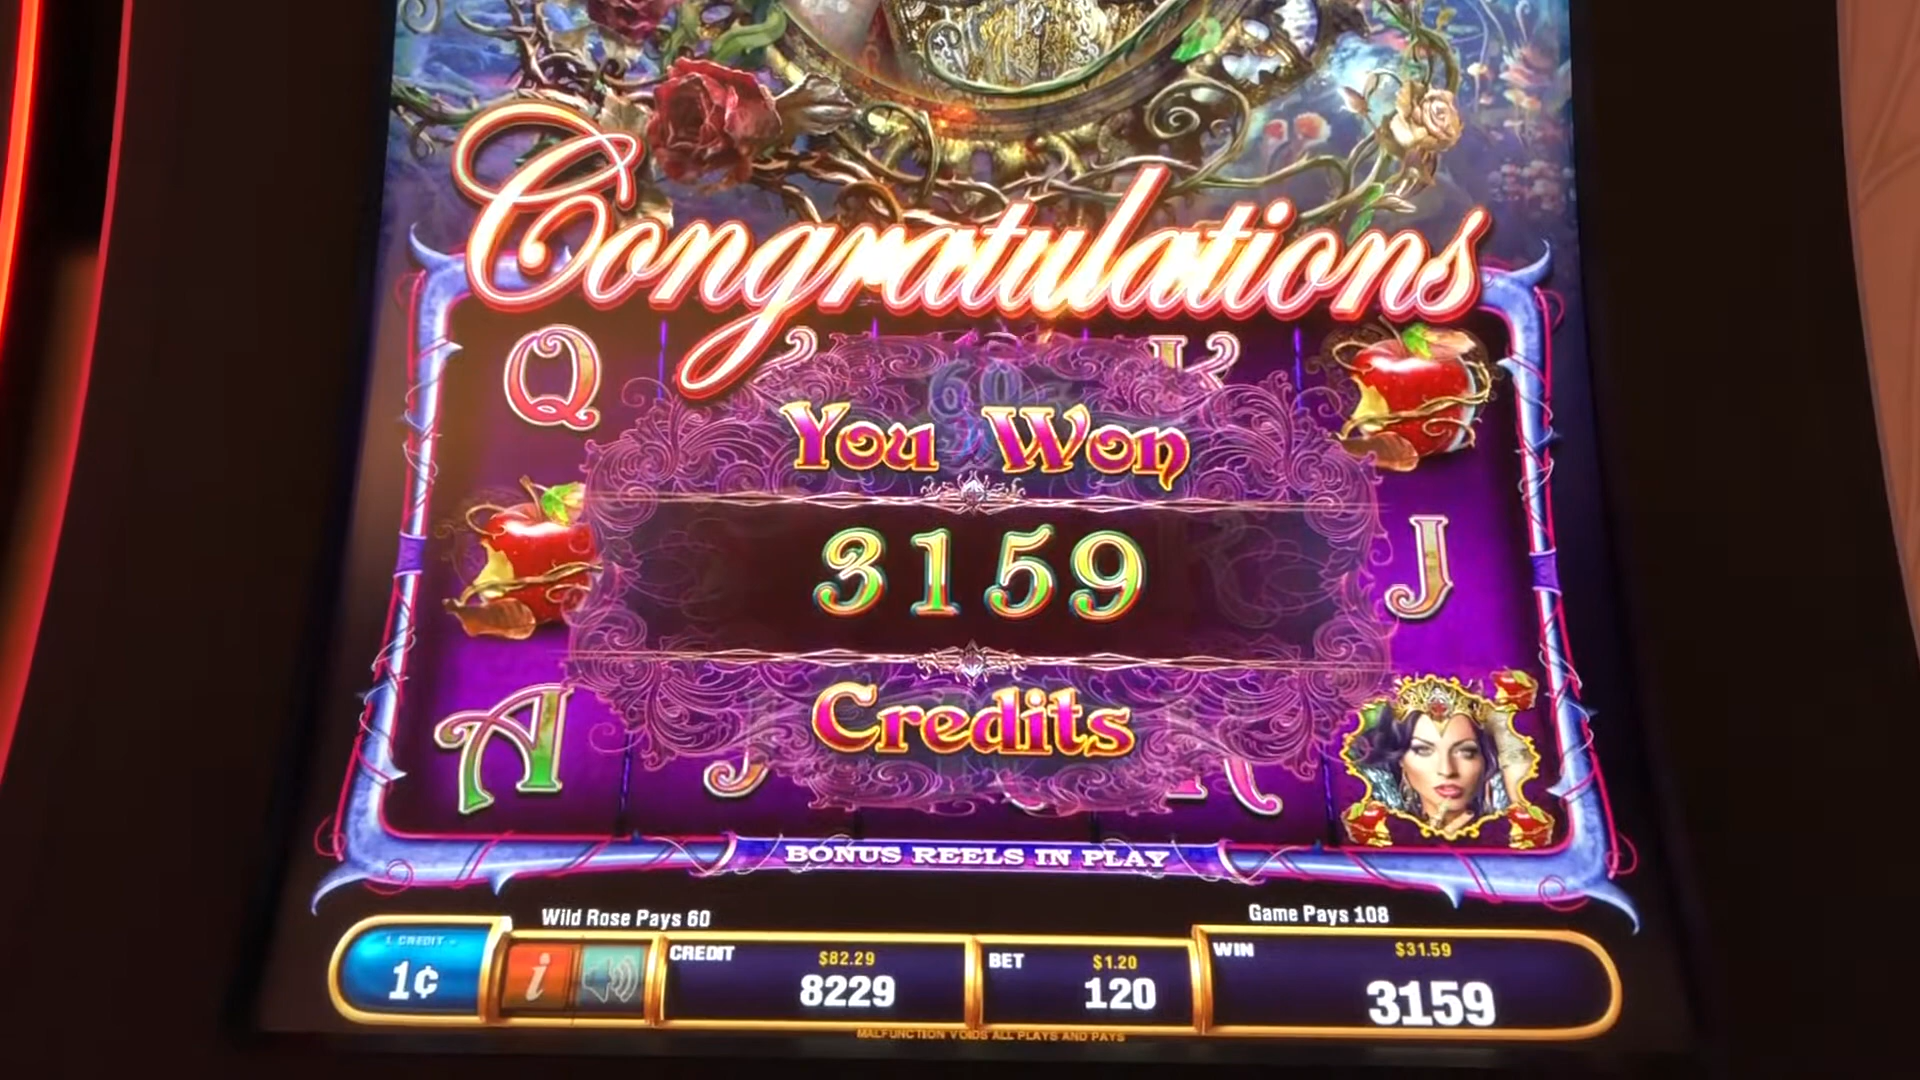 Congratulations
Q K
60
You Won
3159
J
Credits
A J
BONUS REELS IN PLAY
Wild Rose Pays 60
Game Pays 108
1 CREDIT =
1¢
i
CREDIT
$82.29
8229
BET
$1.20
120
WIN
$31.59
3159
MALFUNCTION VOIDS ALL PLAYS AND PAYS